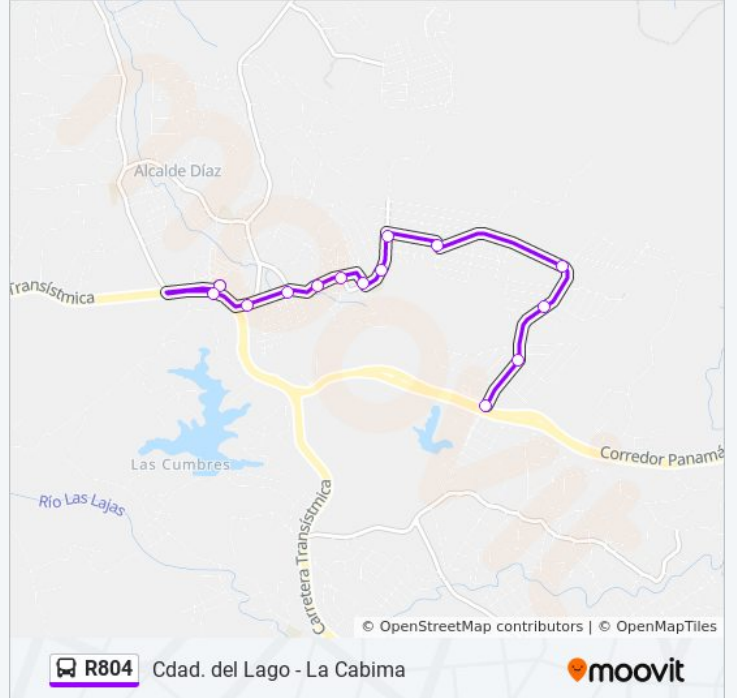 Alcalde Díaz
Transístmica
Las Cumbres
Corredor Panamá
Río Las Lajas
Carretera Transístmica
© OpenStreetMap contributors | © OpenMapTiles
R804 Cdad. del Lago - La Cabima
moovit